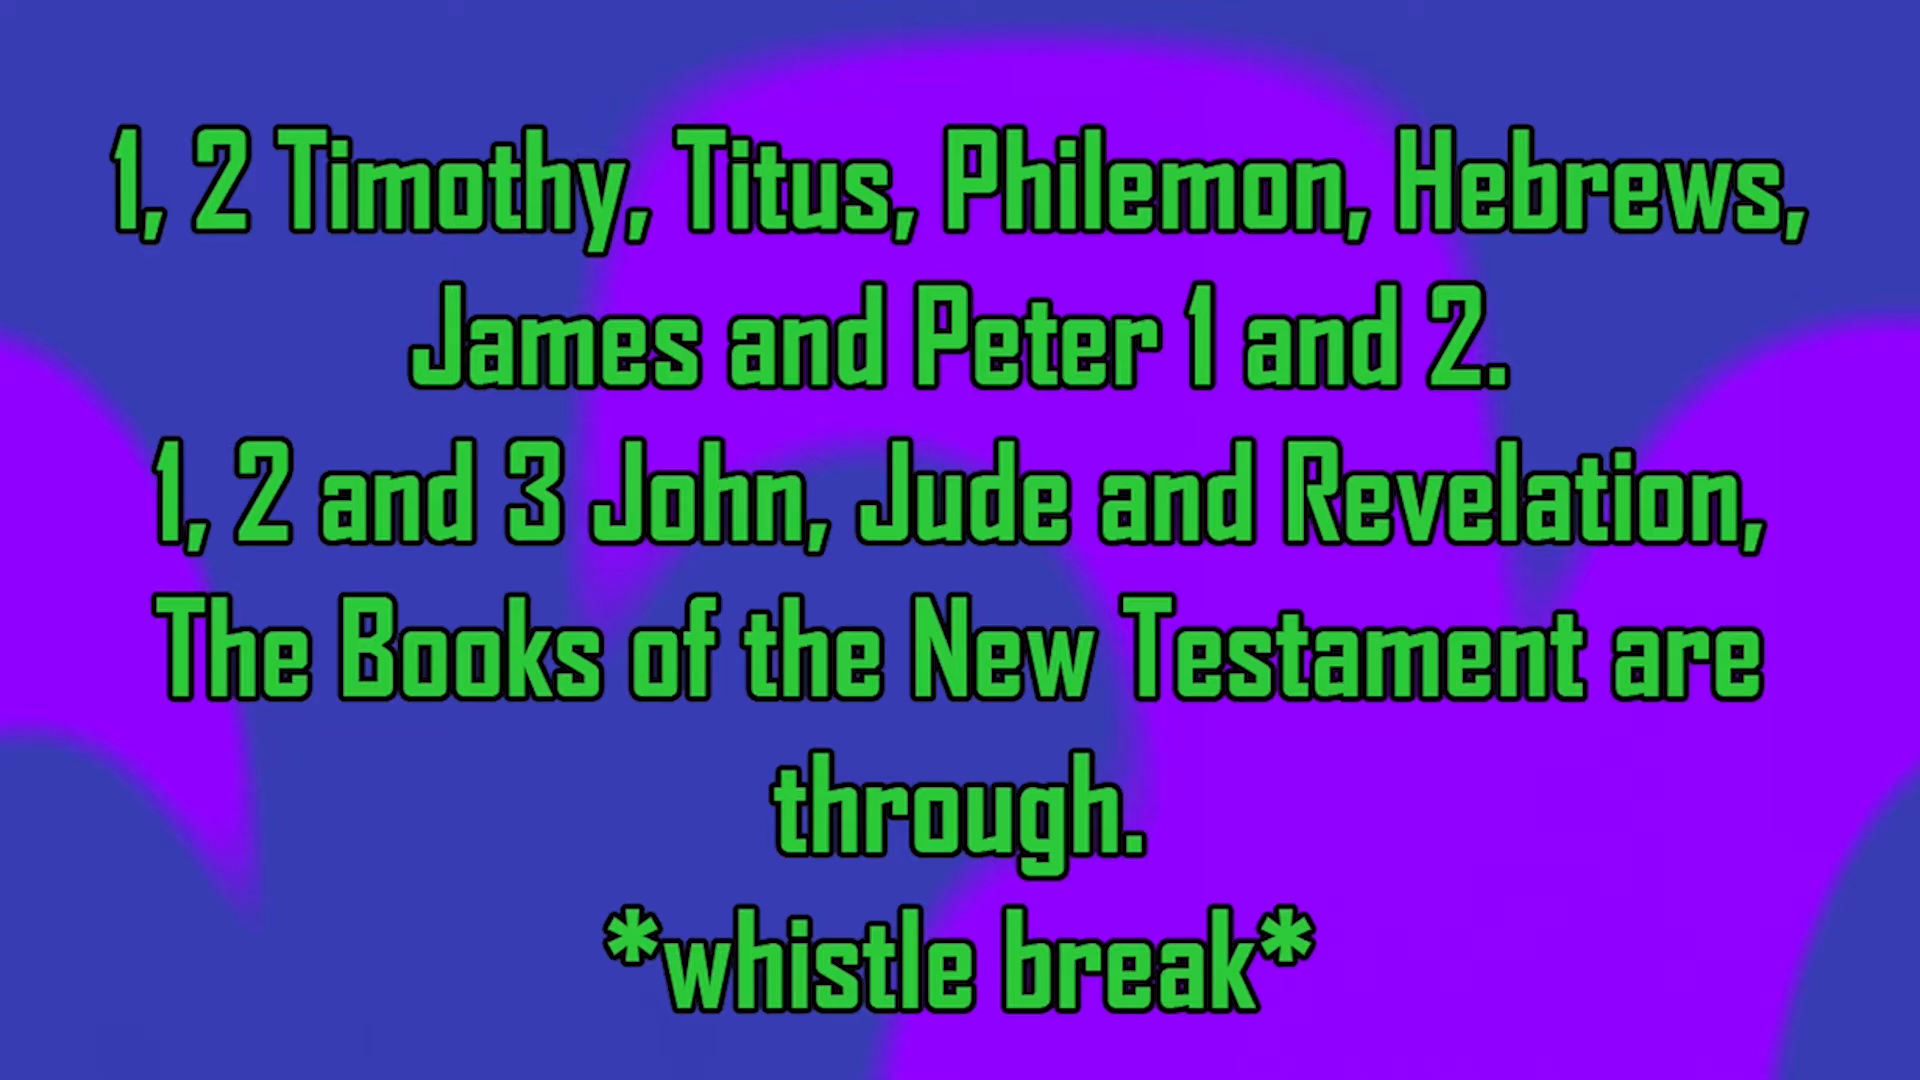 1, 2 Timothy, Titus, Philemon, Hebrews,
James and Peter 1 and 2.
1, 2 and 3 John, Jude and Revelation,
The Books of the New Testament are
through.
*whistle break*